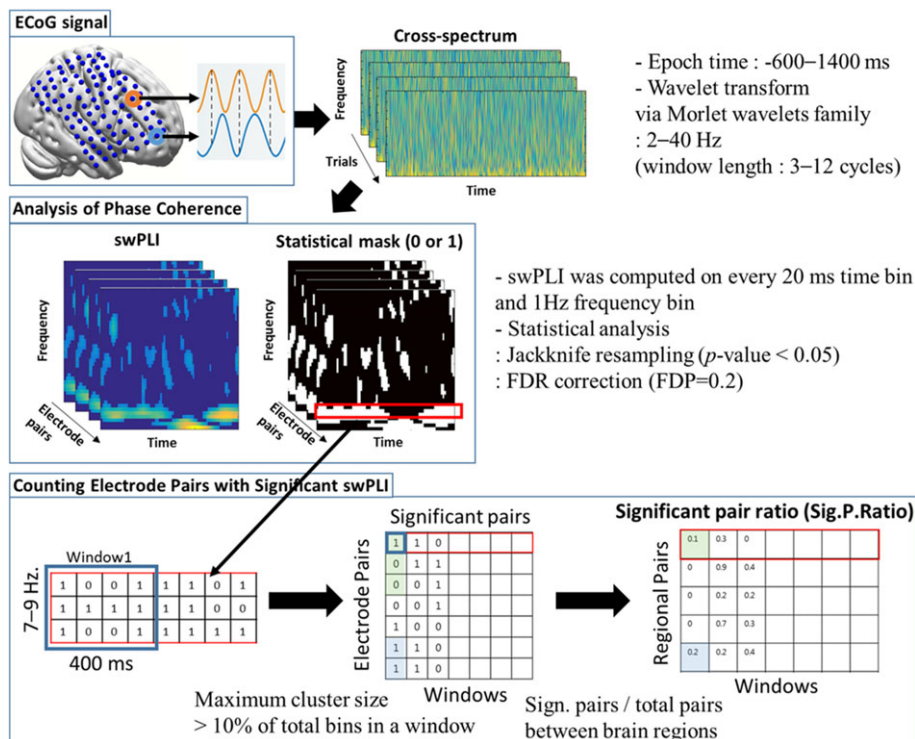 ECoG signal
Cross-spectrum
Frequency
Trials
Time
- Epoch time : -600–1400 ms
- Wavelet transform
via Morlet wavelets family
: 2–40 Hz
(window length : 3–12 cycles)
Analysis of Phase Coherence
swPLI
Statistical mask (0 or 1)
Frequency
Electrode
pairs
Time
Frequency
Electrode
pairs
Time
- swPLI was computed on every 20 ms time bin
and 1Hz frequency bin
- Statistical analysis
: Jackknife resampling (p-value < 0.05)
: FDR correction (FDP=0.2)
Counting Electrode Pairs with Significant swPLI
Window1
7–9 Hz.
1 0 0 1 1 1 0 1
1 1 1 1 1 1 0 0
1 0 0 1 1 1 1 1
400 ms
Maximum cluster size
> 10% of total bins in a window
Significant pairs
Electrode Pairs
1 1 0
0 1 1
0 0 1
0 0 1
1 0 0
1 1 0
1 1 0
Windows
Sign. pairs / total pairs
between brain regions
Significant pair ratio (Sig.P.Ratio)
Regional Pairs
0.1 0.3 0
0 0.9 0.4
0 0.2 0.2
0 0.7 0.3
0.2 0.2 0.4
Windows